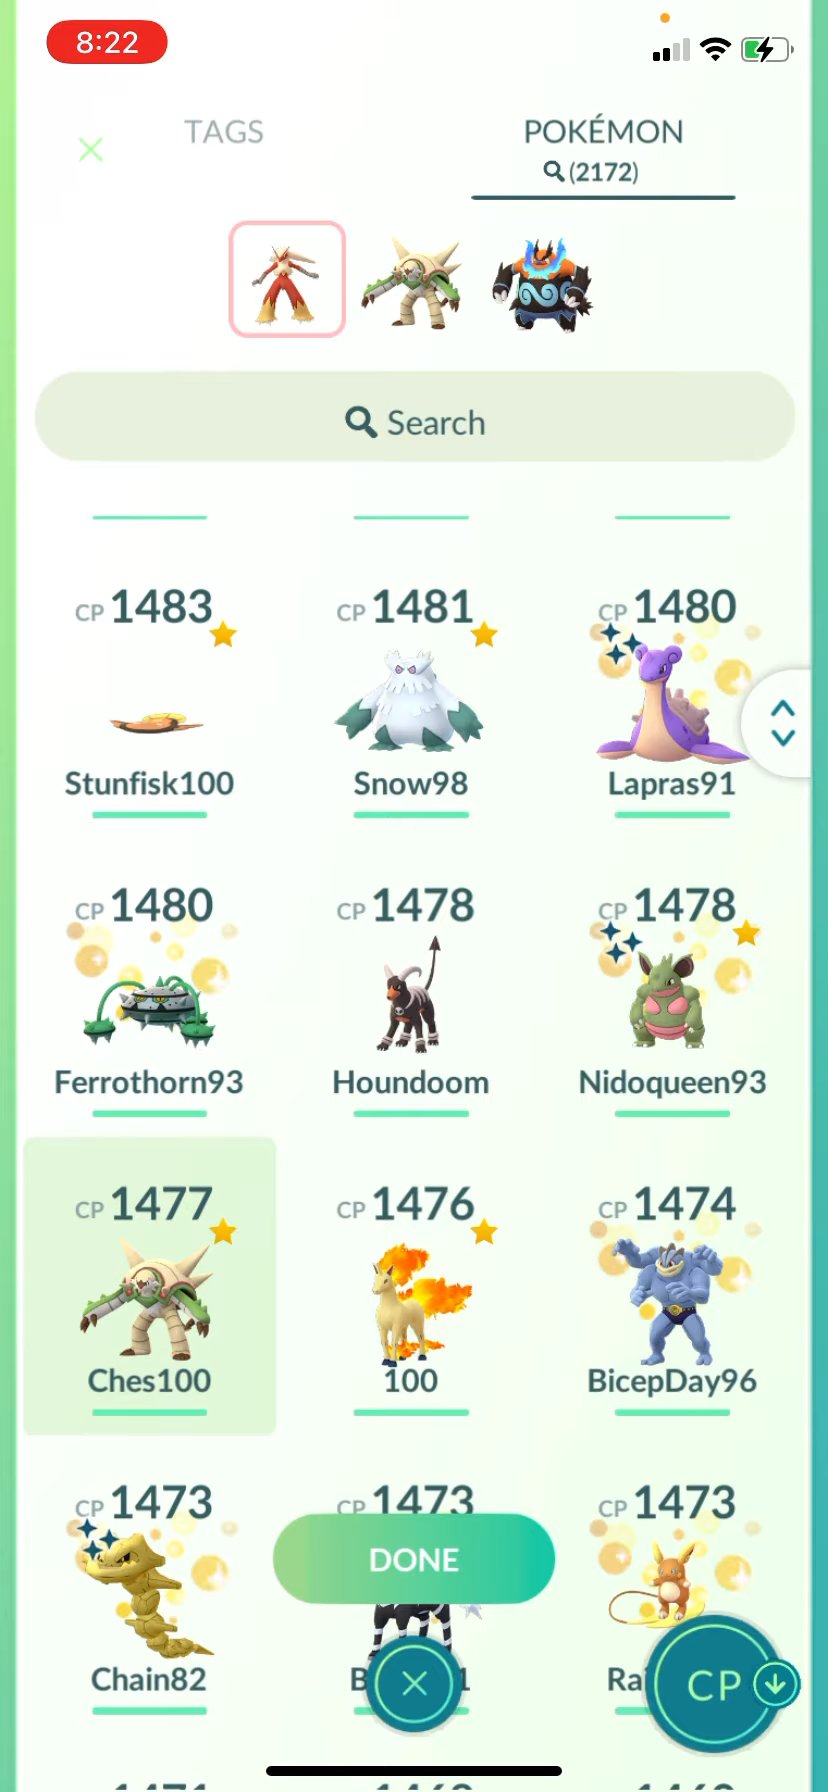 8:22
TAGS
POKÉMON
(2172)
Search
CP 1483
CP 1481
CP 1480
Stunfisk100
Snow98
Lapras91
CP 1480
CP 1478
CP 1478
Ferrothorn93
Houndoom
Nidoqueen93
CP 1477
CP 1476
CP 1474
Ches100
100
BicepDay96
CP 1473
CP 1473
CP 1473
DONE
Chain82
CP